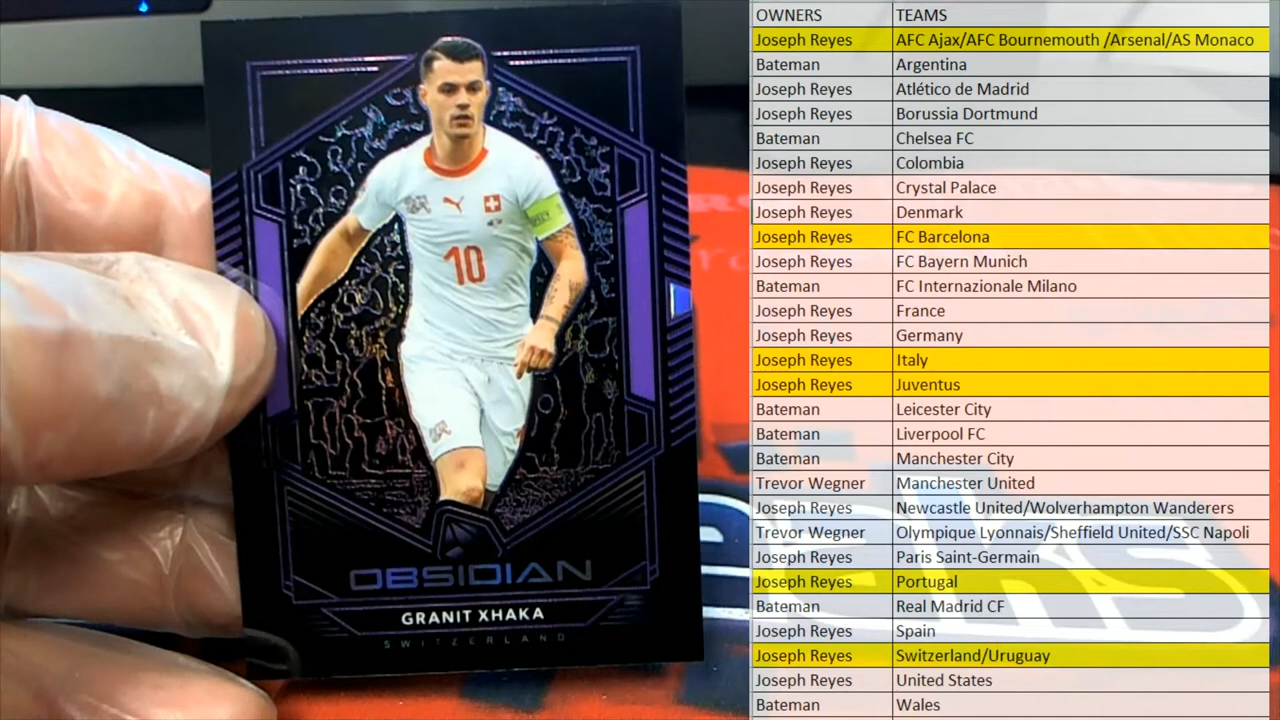 10
OBSIDIAN
GRANIT XHAKA
SWITZERLAND
OWNERS TEAMS
Joseph Reyes AFC Ajax/AFC Bournemouth /Arsenal/AS Monaco
Bateman Argentina
Joseph Reyes Atlético de Madrid
Joseph Reyes Borussia Dortmund
Bateman Chelsea FC
Joseph Reyes Colombia
Joseph Reyes Crystal Palace
Joseph Reyes Denmark
Joseph Reyes FC Barcelona
Joseph Reyes FC Bayern Munich
Bateman FC Internazionale Milano
Joseph Reyes France
Joseph Reyes Germany
Joseph Reyes Italy
Joseph Reyes Juventus
Bateman Leicester City
Bateman Liverpool FC
Bateman Manchester City
Trevor Wegner Manchester United
Joseph Reyes Newcastle United/Wolverhampton Wanderers
Trevor Wegner Olympique Lyonnais/Sheffield United/SSC Napoli
Joseph Reyes Paris Saint-Germain
Joseph Reyes Portugal
Bateman Real Madrid CF
Joseph Reyes Spain
Joseph Reyes Switzerland/Uruguay
Joseph Reyes United States
Bateman Wales